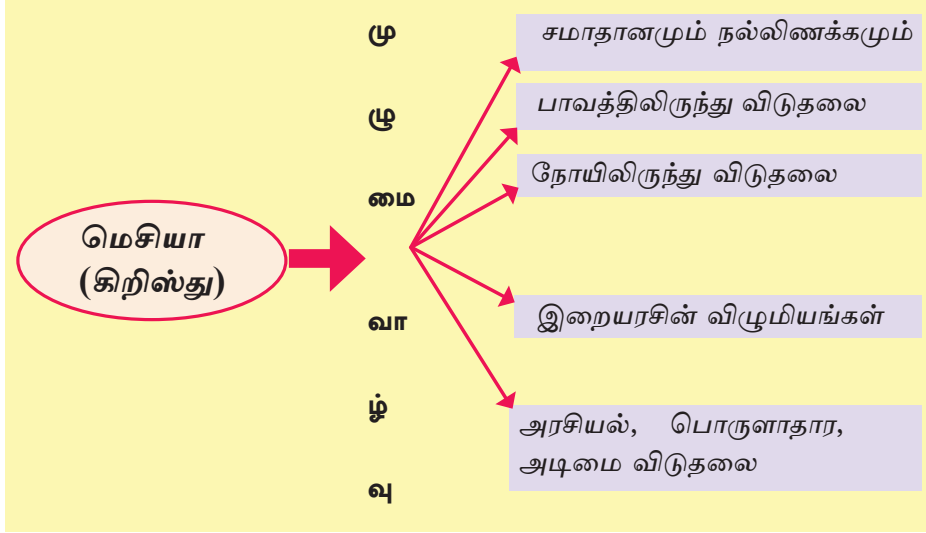 மெசியா
(கிறிஸ்து)
மு
ழு
மை
வா
ழ்
வு
சமாதானமும் நல்லிணக்கமும்
பாவத்திலிருந்து விடுதலை
நோயிலிருந்து விடுதலை
இறையரசின் விழுமியங்கள்
அரசியல், பொருளாதார,
அடிமை விடுதலை